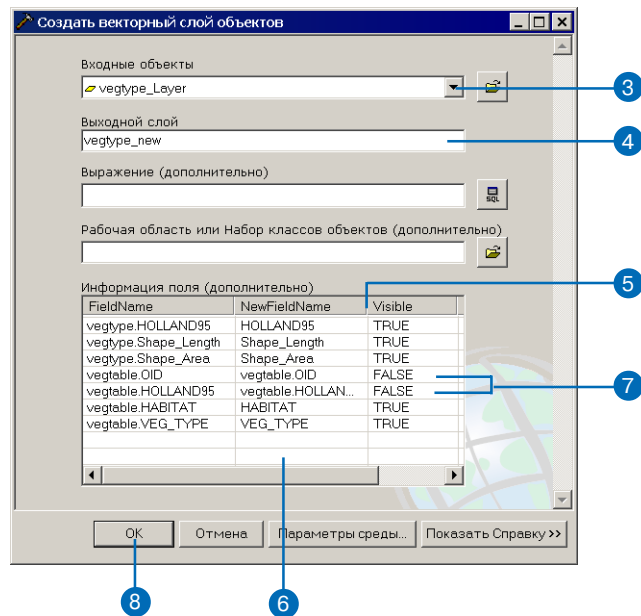 Создать векторный слой объектов
Входные объекты
vegtype_Layer
3
Выходной слой
vegtype_new
4
Выражение (дополнительно)
SQL
Рабочая область или Набор классов объектов (дополнительно)
Информация поля (дополнительно)
5
FieldName NewFieldName Visible
vegtype.HOLLAND95 HOLLAND95 TRUE
vegtype.Shape_Length Shape_Length TRUE
vegtype.Shape_Area Shape_Area TRUE
vegtable.OID vegtable.OID FALSE
7
vegtable.HOLLAND95 vegtable.HOLLAN... FALSE
vegtable.HABITAT HABITAT TRUE
vegtable.VEG_TYPE VEG_TYPE TRUE
OK Отмена Параметры среды... Показать Справку >>
8 6